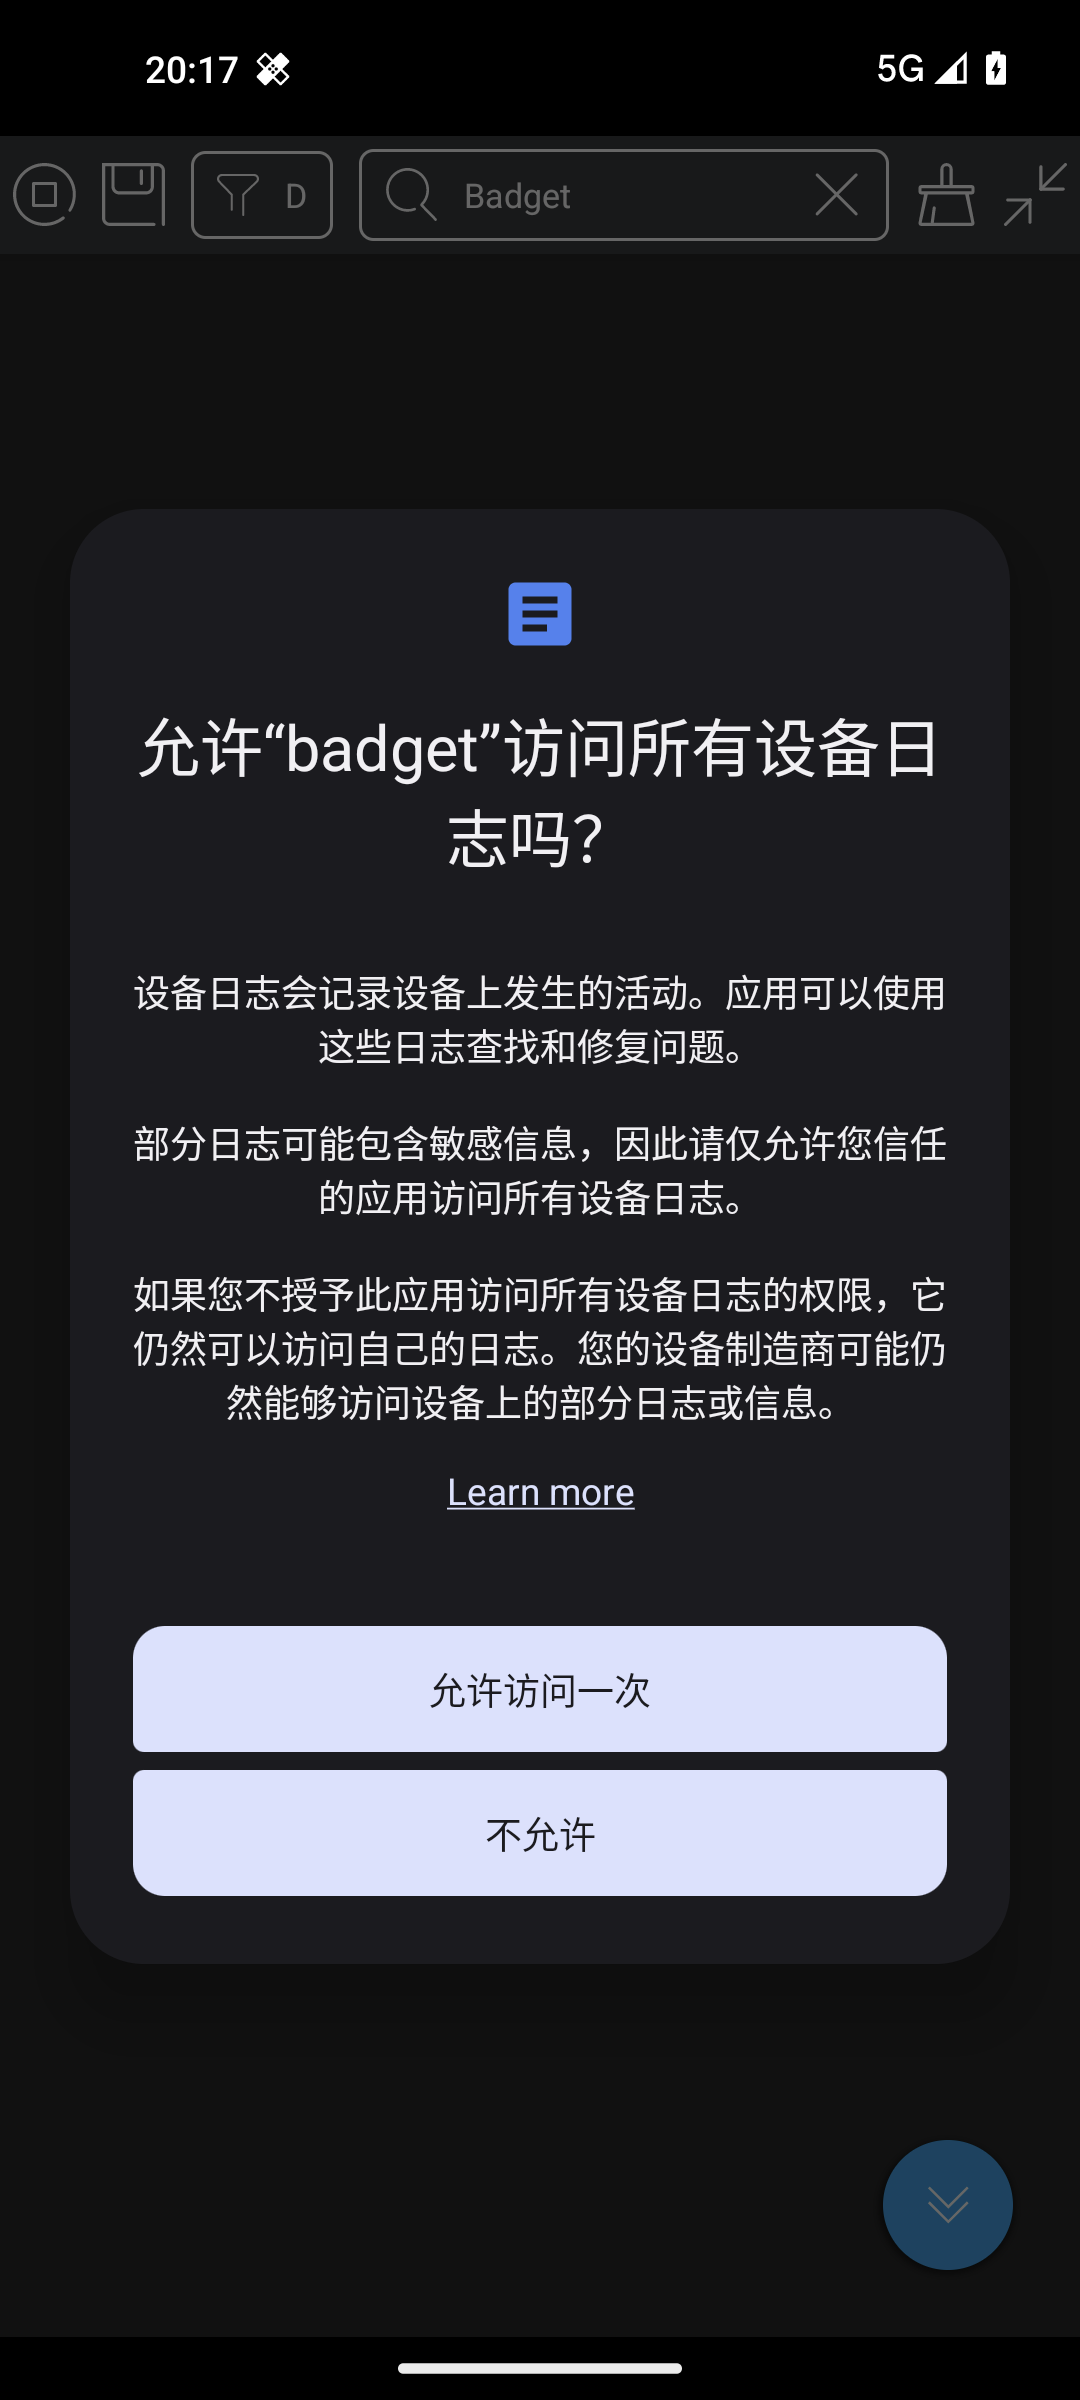 20:17
5G
D
Badget
允许“badget”访问所有设备日
志吗？
设备日志会记录设备上发生的活动。应用可以使用
这些日志查找和修复问题。
部分日志可能包含敏感信息，因此请仅允许您信任
的应用访问所有设备日志。
如果您不授予此应用访问所有设备日志的权限，它
仍然可以访问自己的日志。您的设备制造商可能仍
然能够访问设备上的部分日志或信息。
Learn more
允许访问一次
不允许